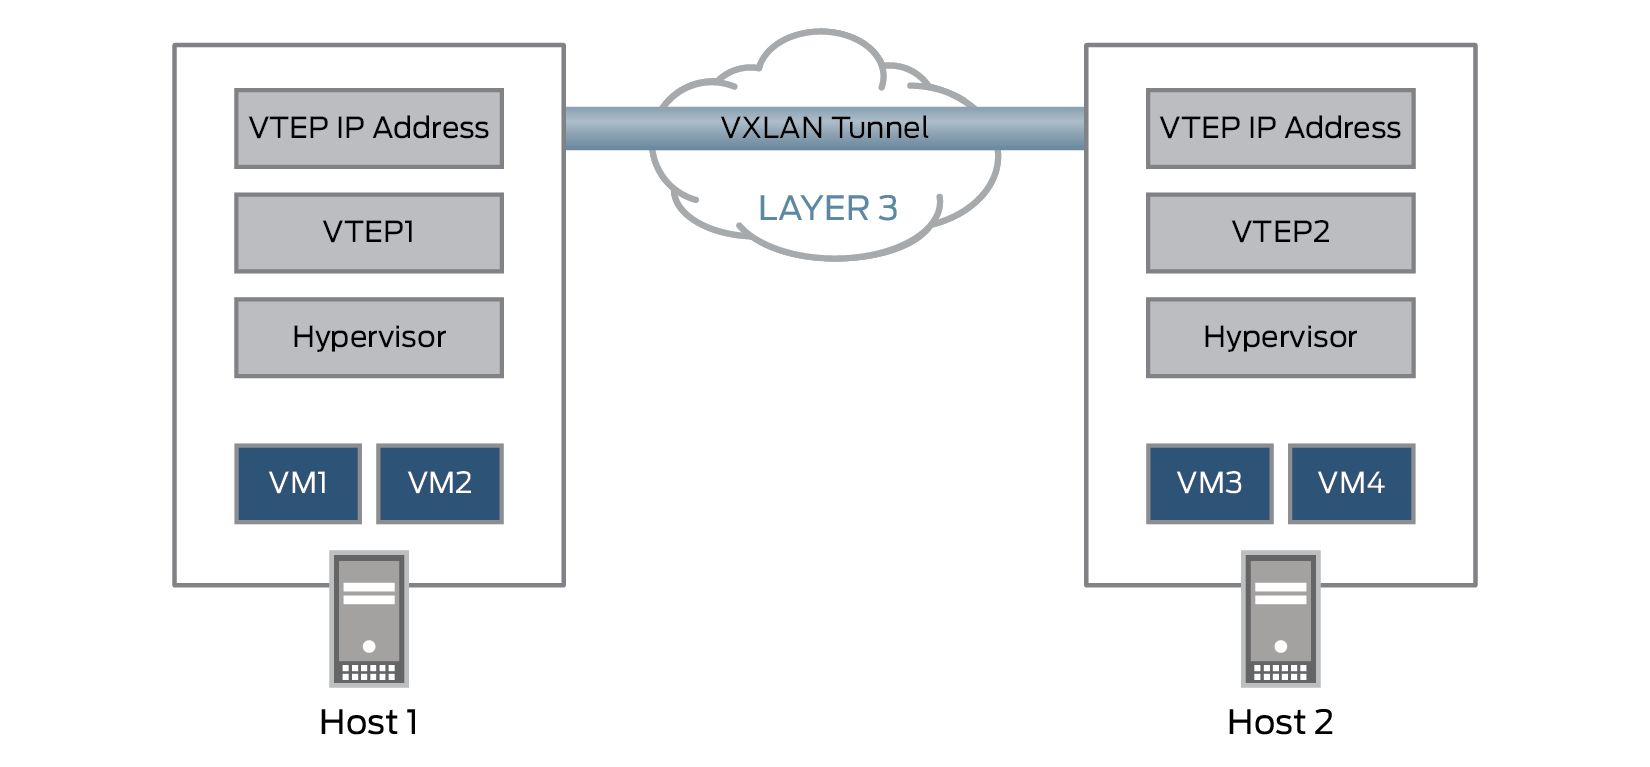 VTEP IP Address
VTEP1
Hypervisor
VM1 VM2
Host 1
VXLAN Tunnel
LAYER 3
VTEP IP Address
VTEP2
Hypervisor
VM3 VM4
Host 2